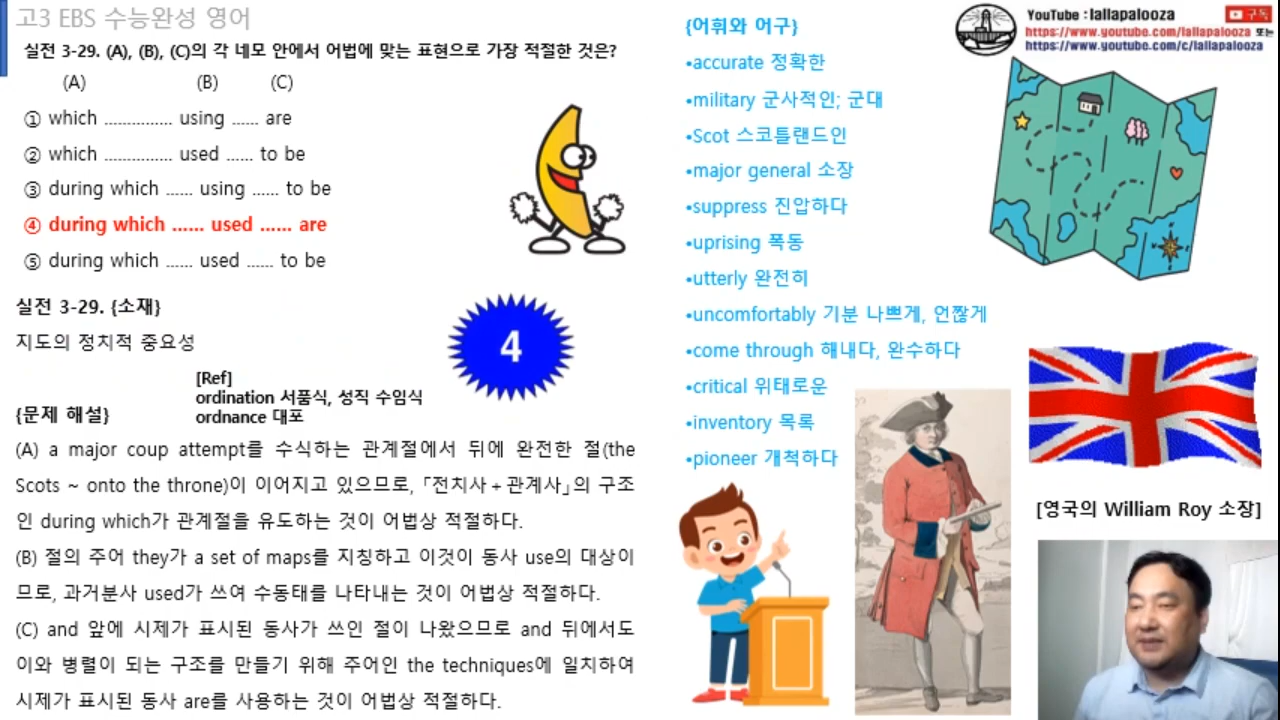 고3 EBS 수능완성 영어
실전 3-29. (A), (B), (C)의 각 네모 안에서 어법에 맞는 표현으로 가장 적절한 것은?
(A) (B) (C)
① which ............... using ...... are
② which .............. used ...... to be
③ during which ...... using ...... to be
④ during which ...... used ...... are
⑤ during which ...... used ...... to be
실전 3-29. {소재}
지도의 정치적 중요성
4
[Ref]
ordination 서품식, 성직 수임식
ordnance 대포
{문제 해설}
(A) a major coup attempt를 수식하는 관계절에서 뒤에 완전한 절(the
Scots ~ onto the throne)이 이어지고 있으므로, 「전치사 + 관계사」의 구조
인 during which가 관계절을 유도하는 것이 어법상 적절하다.
(B) 절의 주어 they가 a set of maps를 지칭하고 이것이 동사 use의 대상이
므로, 과거분사 used가 쓰여 수동태를 나타내는 것이 어법상 적절하다.
(C) and 앞에 시제가 표시된 동사가 쓰인 절이 나왔으므로 and 뒤에서도
이와 병렬이 되는 구조를 만들기 위해 주어인 the techniques에 일치하여
시제가 표시된 동사 are를 사용하는 것이 어법상 적절하다.
{어휘와 어구}
•accurate 정확한
•military 군사적인; 군대
•Scot 스코틀랜드인
•major general 소장
•suppress 진압하다
•uprising 폭동
•utterly 완전히
•uncomfortably 기분 나쁘게, 언짢게
•come through 해내다, 완수하다
•critical 위태로운
•inventory 목록
•pioneer 개척하다
YouTube : lallapalooza
구독
https://www.youtube.com/lallapalooza 또는
https://www.youtube.com/c/lallapalooza
[영국의 William Roy 소장]